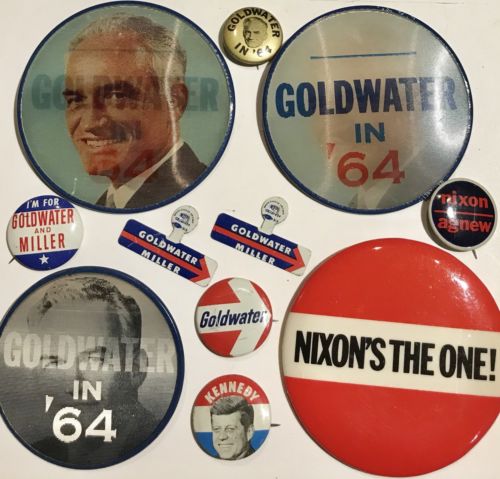 GOLDWATER
IN
'64
GOLDWATER
IN '64
GOLDWATER
IN
'64
I'M FOR
GOLDWATER
AND
MILLER
GOLDWATER
MILLER
GOLDWATER
MILLER
nixon
agnew
GOLDWATER
IN
'64
Goldwater
NIXON'S THE ONE!
KENNEDY